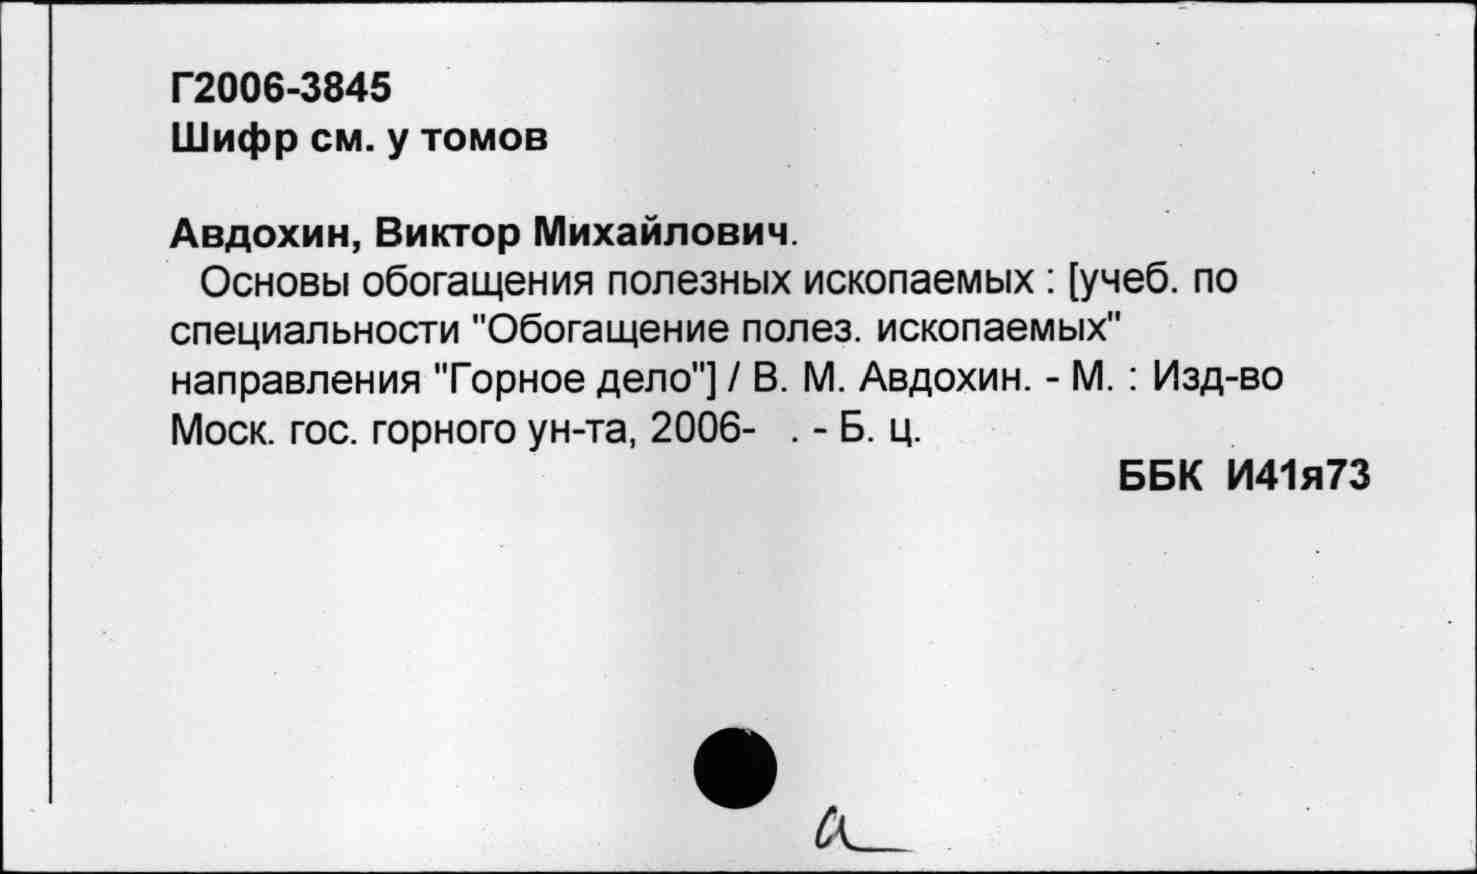 Г2006-3845
Шифр см. у томов
Авдохин, Виктор Михайлович.
Основы обогащения полезных ископаемых : [учеб. по
специальности "Обогащение полез. ископаемых"
направления "Горное дело"] / В. М. Авдохин. - М. : Изд-во
Моск. гос. горного ун-та, 2006-   . - Б. ц.
ББК И41я73
а